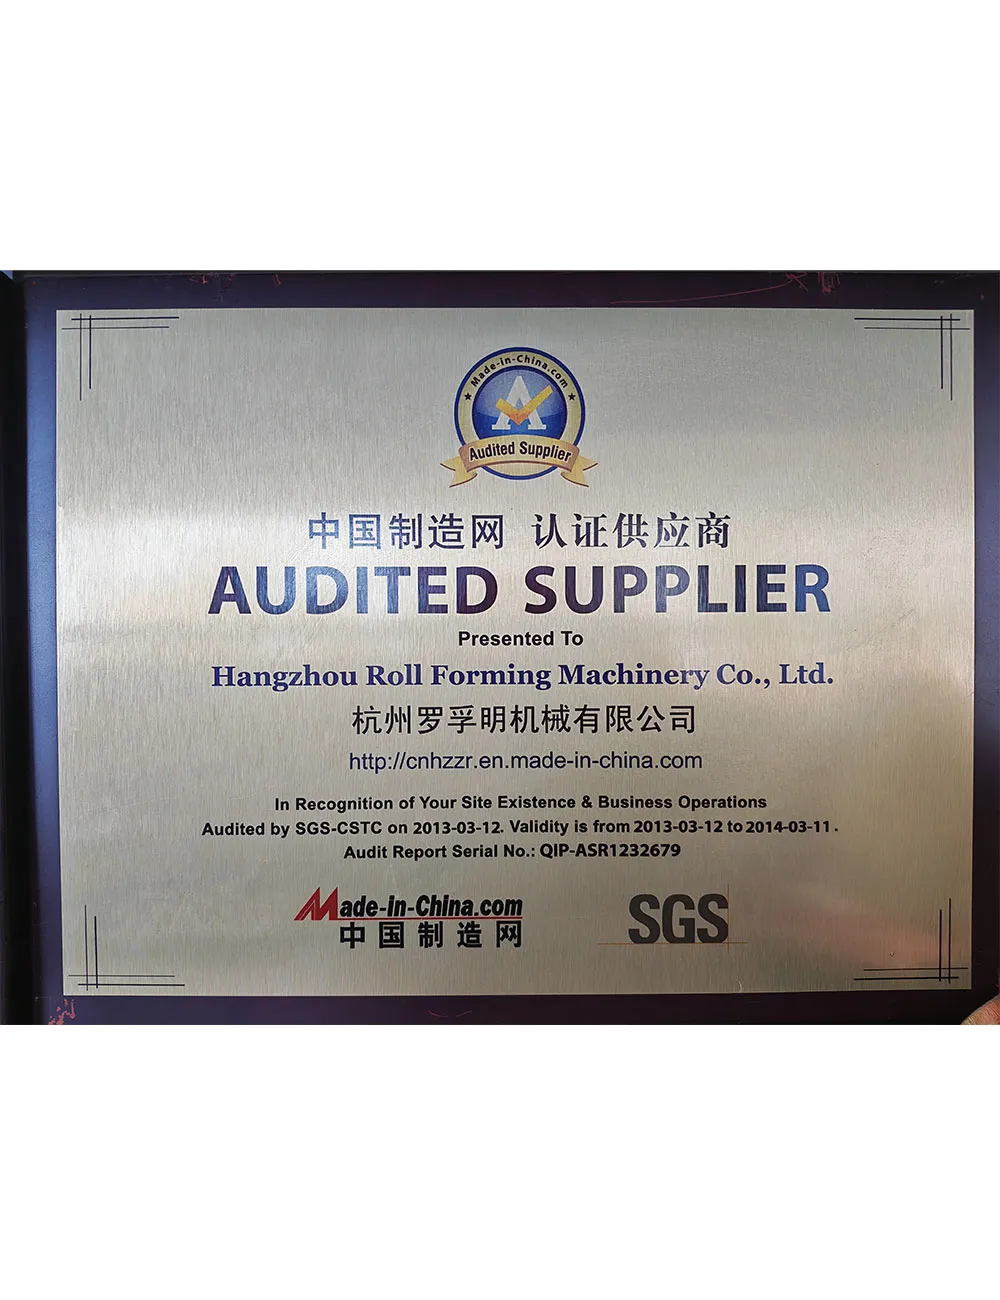 Made-in-China.com
Audited Supplier
中国制造网 认证供应商
AUDITED SUPPLIER
Presented To
Hangzhou Roll Forming Machinery Co., Ltd.
杭州罗孚明机械有限公司
http://cnhzzr.en.made-in-china.com
In Recognition of Your Site Existence & Business Operations
Audited by SGS-CSTC on 2013-03-12. Validity is from 2013-03-12 to 2014-03-11.
Audit Report Serial No.: QIP-ASR1232679
Made-in-China.com
中国制造网
SGS